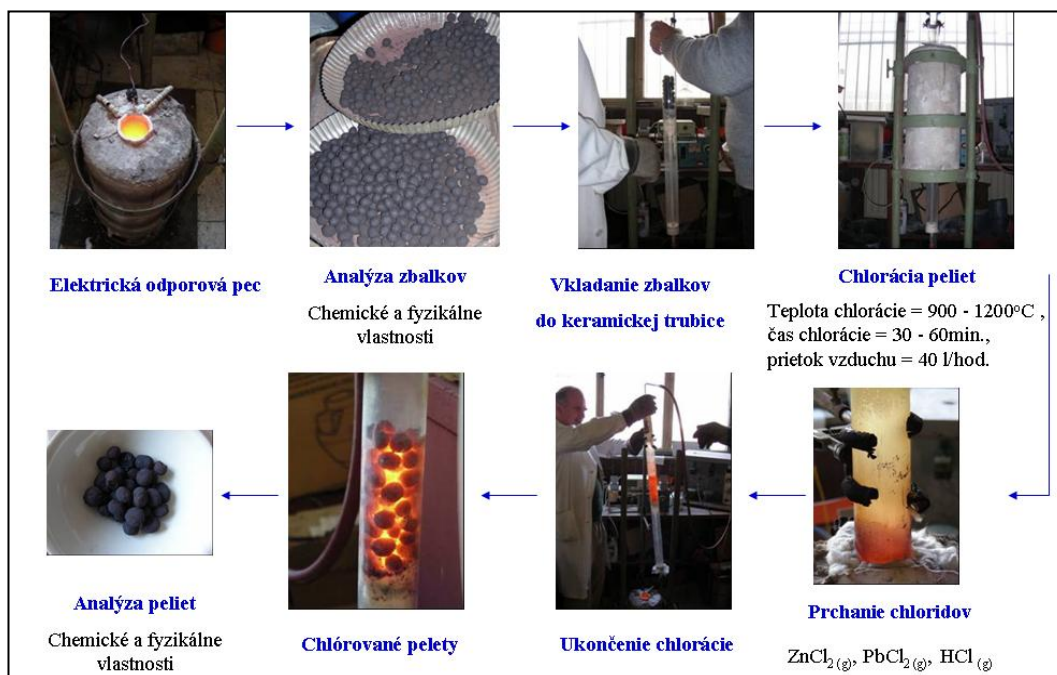 Elektrická odporová pec
Analýza zbalkov
Chemické a fyzikálne
vlastnosti
Vkladanie zbalkov
do keramickej trubice
Chlorácia peliet
Teplota chlorácie = 900 - 1200°C ,
čas chlorácie = 30 - 60min.,
prietok vzduchu = 40 l/hod.
Prchanie chloridov
ZnCl2 (g), PbCl2 (g), HCl (g)
Ukončenie chlorácie
Chlórované pelety
Analýza peliet
Chemické a fyzikálne
vlastnosti